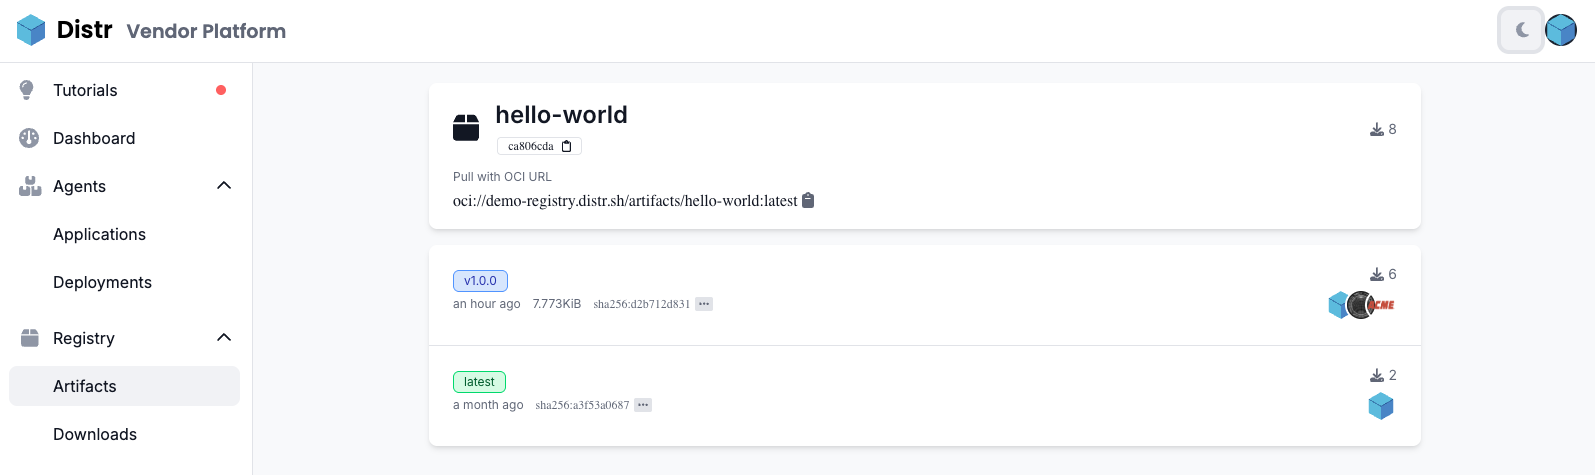 Distr Vendor Platform
Tutorials
Dashboard
Agents
Applications
Deployments
Registry
Artifacts
Downloads
hello-world
8
ca806cda
Pull with OCI URL
oci://demo-registry.distr.sh/artifacts/hello-world:latest
v1.0.0
6
an hour ago 7.773KiB sha256:d2b712d831 ...
ACME
latest
2
a month ago sha256:a3f53a0687 ...